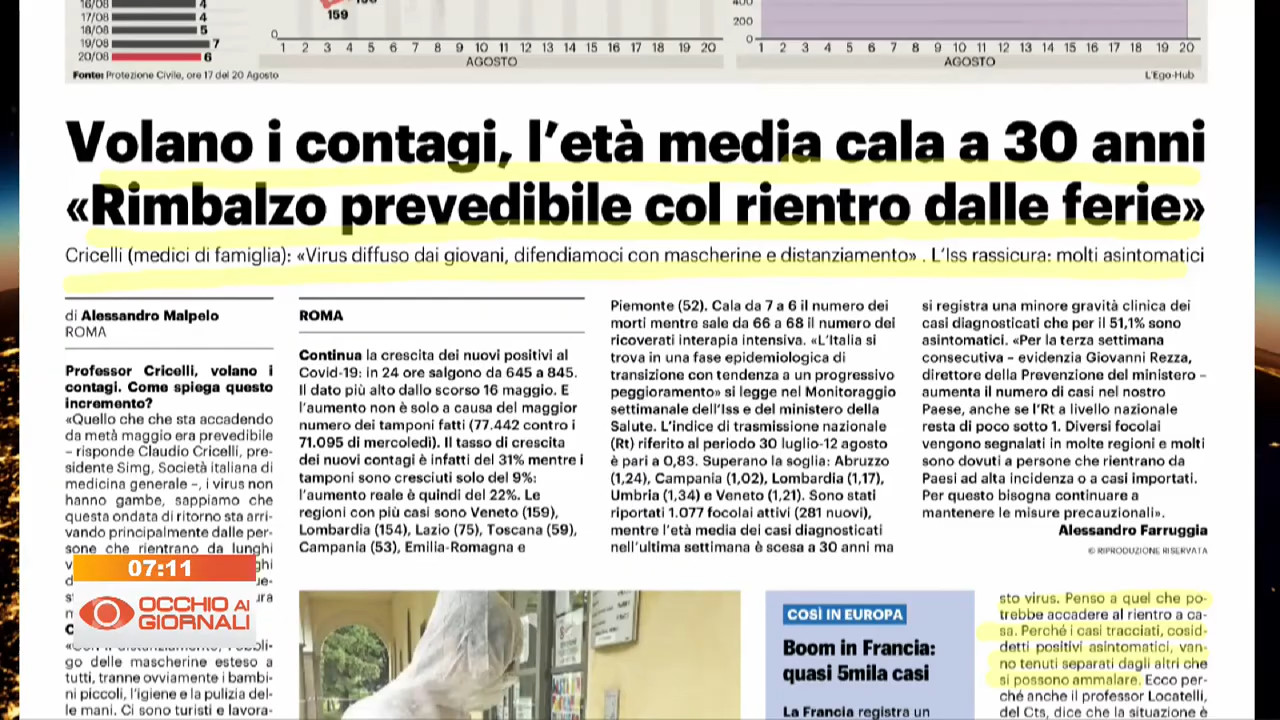 16/08 4
17/08 4
18/08 5
19/08 7
20/08 6
Fonte: Protezione Civile, ore 17 del 20 Agosto
159
0
1 2 3 4 5 6 7 8 9 10 11 12 13 14 15 16 17 18 19 20
AGOSTO
400
200
0
1 2 3 4 5 6 7 8 9 10 11 12 13 14 15 16 17 18 19 20
AGOSTO
L'Ego-Hub
Volano i contagi, l'età media cala a 30 anni
«Rimbalzo prevedibile col rientro dalle ferie»
Cricelli (medici di famiglia): «Virus diffuso dai giovani, difendiamoci con mascherine e distanziamento» . L'Iss rassicura: molti asintomatici
di Alessandro Malpelo
ROMA
Professor Cricelli, volano i
contagi. Come spiega questo
incremento?
«Quello che che sta accadendo
da metà maggio era prevedibile
– risponde Claudio Cricelli, pre-
sidente Simg, Società italiana di
medicina generale –, i virus non
hanno gambe, sappiamo che
questa ondata di ritorno sta arri-
vando principalmente dalle per-
sone che rientrano da lunghi
go delle mascherine esteso a
tutti, tranne ovviamente i bambi-
ni piccoli, l'igiene e la pulizia del-
le mani. Ci sono turisti e lavora-
07:11
OCCHIO AI
GIORNALI
ROMA
Continua la crescita dei nuovi positivi al
Covid-19: in 24 ore salgono da 645 a 845.
Il dato più alto dallo scorso 16 maggio. E
l'aumento non è solo a causa del maggior
numero dei tamponi fatti (77.442 contro i
71.095 di mercoledì). Il tasso di crescita
dei nuovi contagi è infatti del 31% mentre i
tamponi sono cresciuti solo del 9%:
l'aumento reale è quindi del 22%. Le
regioni con più casi sono Veneto (159),
Lombardia (154), Lazio (75), Toscana (59),
Campania (53), Emilia-Romagna e
Piemonte (52). Cala da 7 a 6 il numero dei
morti mentre sale da 66 a 68 il numero dei
ricoverati interapia intensiva. «L'Italia si
trova in una fase epidemiologica di
transizione con tendenza a un progressivo
peggioramento» si legge nel Monitoraggio
settimanale dell'Iss e del ministero della
Salute. L'indice di trasmissione nazionale
(Rt) riferito al periodo 30 luglio-12 agosto
è pari a 0,83. Superano la soglia: Abruzzo
(1,24), Campania (1,02), Lombardia (1,17),
Umbria (1,34) e Veneto (1,21). Sono stati
riportati 1.077 focolai attivi (281 nuovi),
mentre l'età media dei casi diagnosticati
nell'ultima settimana è scesa a 30 anni ma
si registra una minore gravità clinica dei
casi diagnosticati che per il 51,1% sono
asintomatici. «Per la terza settimana
consecutiva – evidenzia Giovanni Rezza,
direttore della Prevenzione del ministero –
aumenta il numero di casi nel nostro
Paese, anche se l'Rt a livello nazionale
resta di poco sotto 1. Diversi focolai
vengono segnalati in molte regioni e molti
sono dovuti a persone che rientrano da
Paesi ad alta incidenza o a casi importati.
Per questo bisogna continuare a
mantenere le misure precauzionali».
Alessandro Farruggia
© RIPRODUZIONE RISERVATA
COSÌ IN EUROPA
Boom in Francia:
quasi 5mila casi
La Francia registra un
sto virus. Penso a quel che po-
trebbe accadere al rientro a ca-
sa. Perché i casi tracciati, cosid-
detti positivi asintomatici, van-
no tenuti separati dagli altri che
si possono ammalare. Ecco per-
ché anche il professor Locatelli,
del Cts, dice che la situazione è